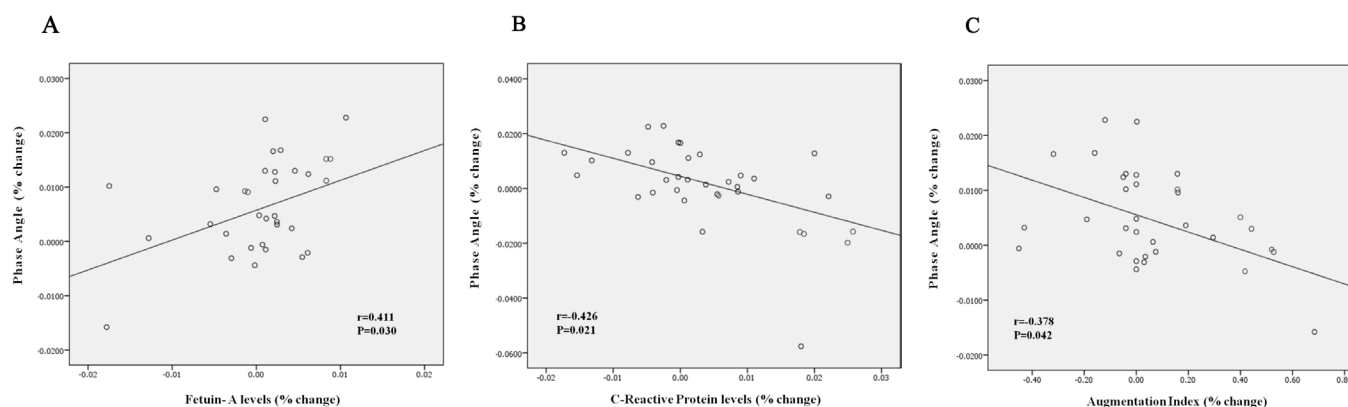 A
B
C
Phase Angle (% change)
0.0300
0.0200
0.0100
0.0000
-0.0100
-0.0200
r=0.411
P=0.030
-0.02
-0.01
0.00
0.01
0.02
Fetuin- A levels (% change)
Phase Angle (% change)
0.0400
0.0200
0.0000
-0.0200
-0.0400
-0.0600
r=-0.426
P=0.021
-0.02
-0.01
0.00
0.01
0.02
0.03
C-Reactive Protein levels (% change)
Phase Angle (% change)
0.0300
0.0200
0.0100
0.0000
-0.0100
-0.0200
r=-0.378
P=0.042
-0.40
-0.20
0.00
0.20
0.40
0.60
0.8
Augmentation Index (% change)